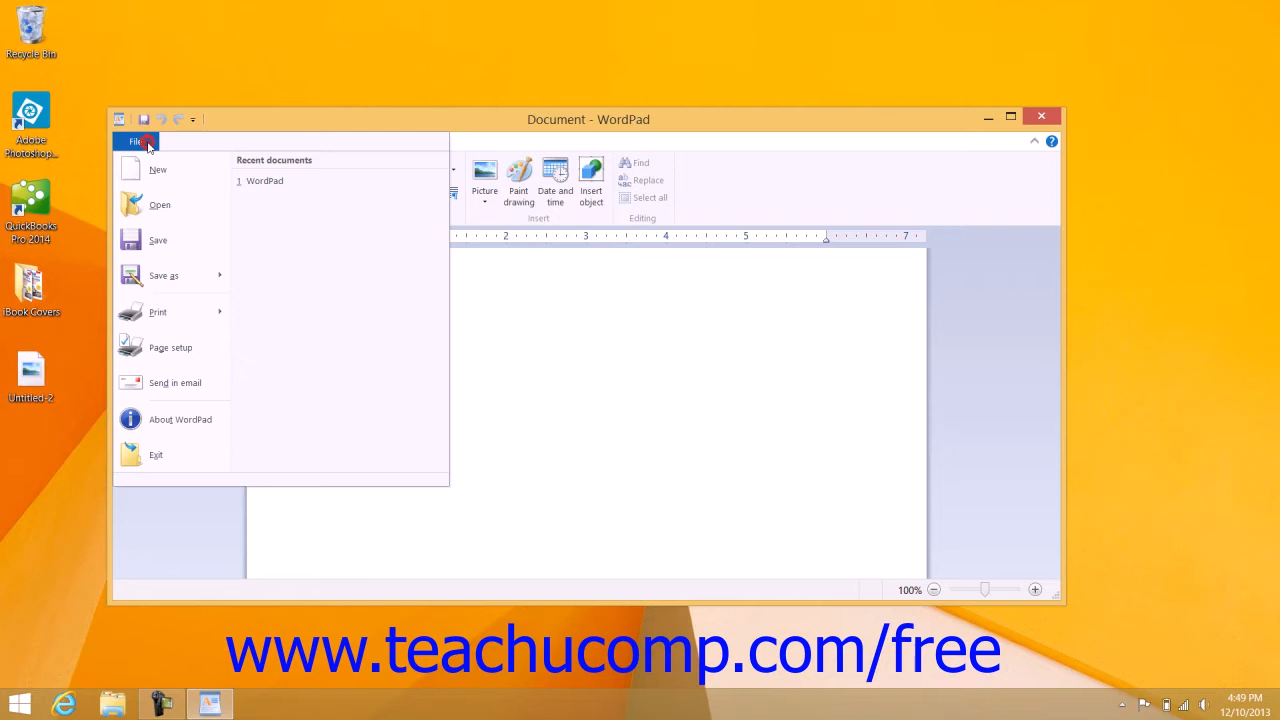 Recycle Bin
Adobe
Photoshop...
QuickBooks
Pro 2014
iBook Covers
Untitled-2
Document - WordPad
File
New
Open
Save
Save as
Print
Page setup
Send in email
About WordPad
Exit
Recent documents
1 WordPad
Picture
Paint
drawing
Date and
time
Insert
object
Insert
Find
Replace
Select all
Editing
2 3 4 5 7
100%
www.teachucomp.com/free
4:49 PM
12/10/2013